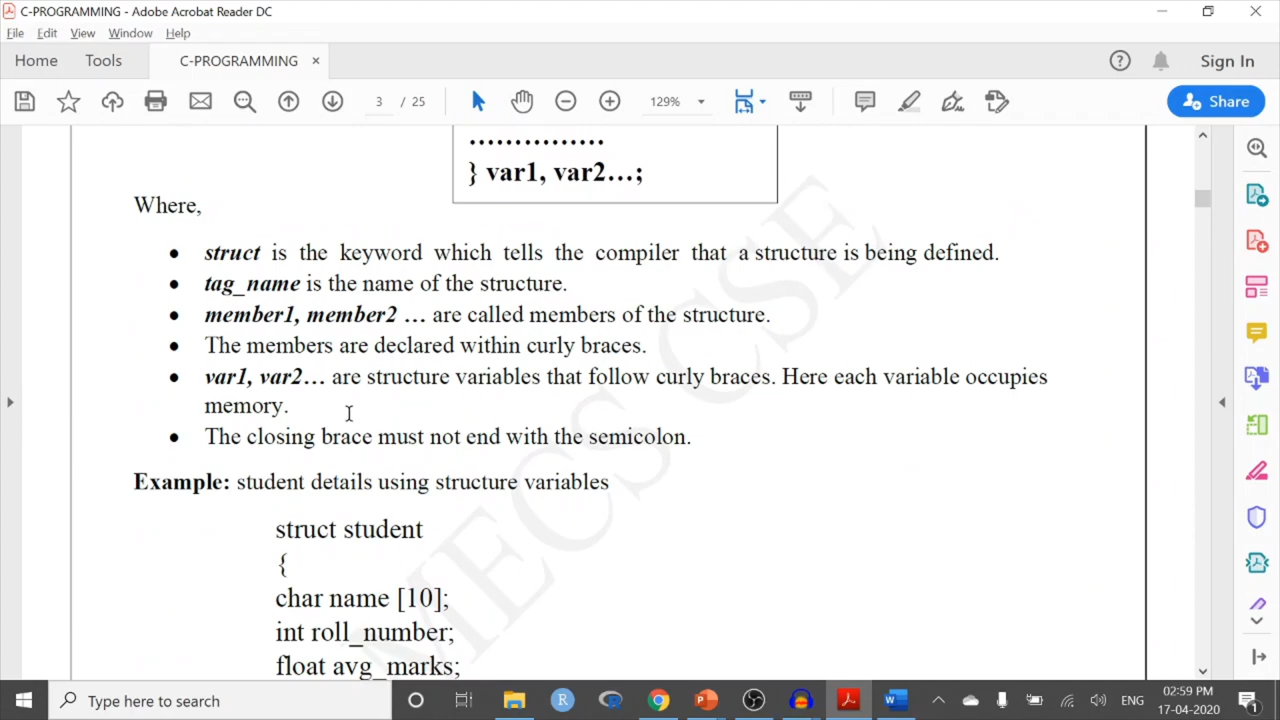 C-PROGRAMMING - Adobe Acrobat Reader DC
File Edit View Window Help
Home Tools C-PROGRAMMING × Sign In
3 / 25 129% Share
...............
} var1, var2…;
Where,
• struct is the keyword which tells the compiler that a structure is being defined.
• tag_name is the name of the structure.
• member1, member2 … are called members of the structure.
• The members are declared within curly braces.
• var1, var2… are structure variables that follow curly braces. Here each variable occupies
memory.
• The closing brace must not end with the semicolon.
Example: student details using structure variables
struct student
{
char name [10];
int roll_number;
float avg_marks;
MECS CSE
Type here to search
ENG
02:59 PM
17-04-2020
1